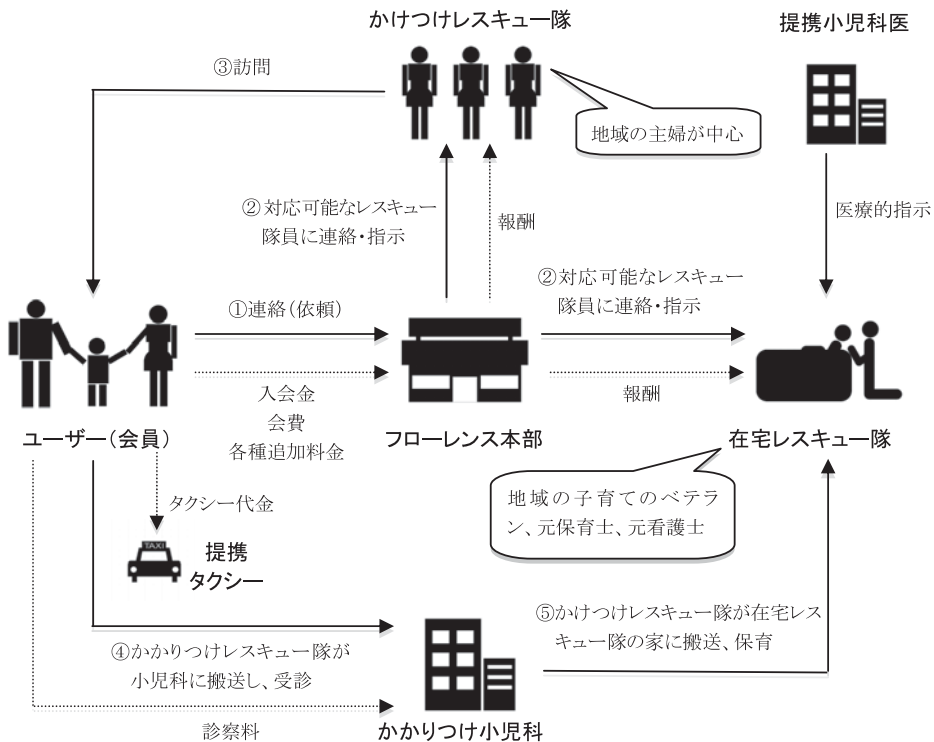 かけつけレスキュー隊
提携小児科医
③訪問
地域の主婦が中心
②対応可能なレスキュー
隊員に連絡・指示
報酬
医療的指示
②対応可能なレスキュー
隊員に連絡・指示
①連絡(依頼)
入会金
会費
各種追加料金
報酬
ユーザー(会員)
フローレンス本部
在宅レスキュー隊
地域の子育てのベテラ
ン、元保育士、元看護士
タクシー代金
TAXI
提携
タクシー
④かかりつけレスキュー隊が
小児科に搬送し、受診
⑤かけつけレスキュー隊が在宅レス
キュー隊の家に搬送、保育
診察料
かかりつけ小児科